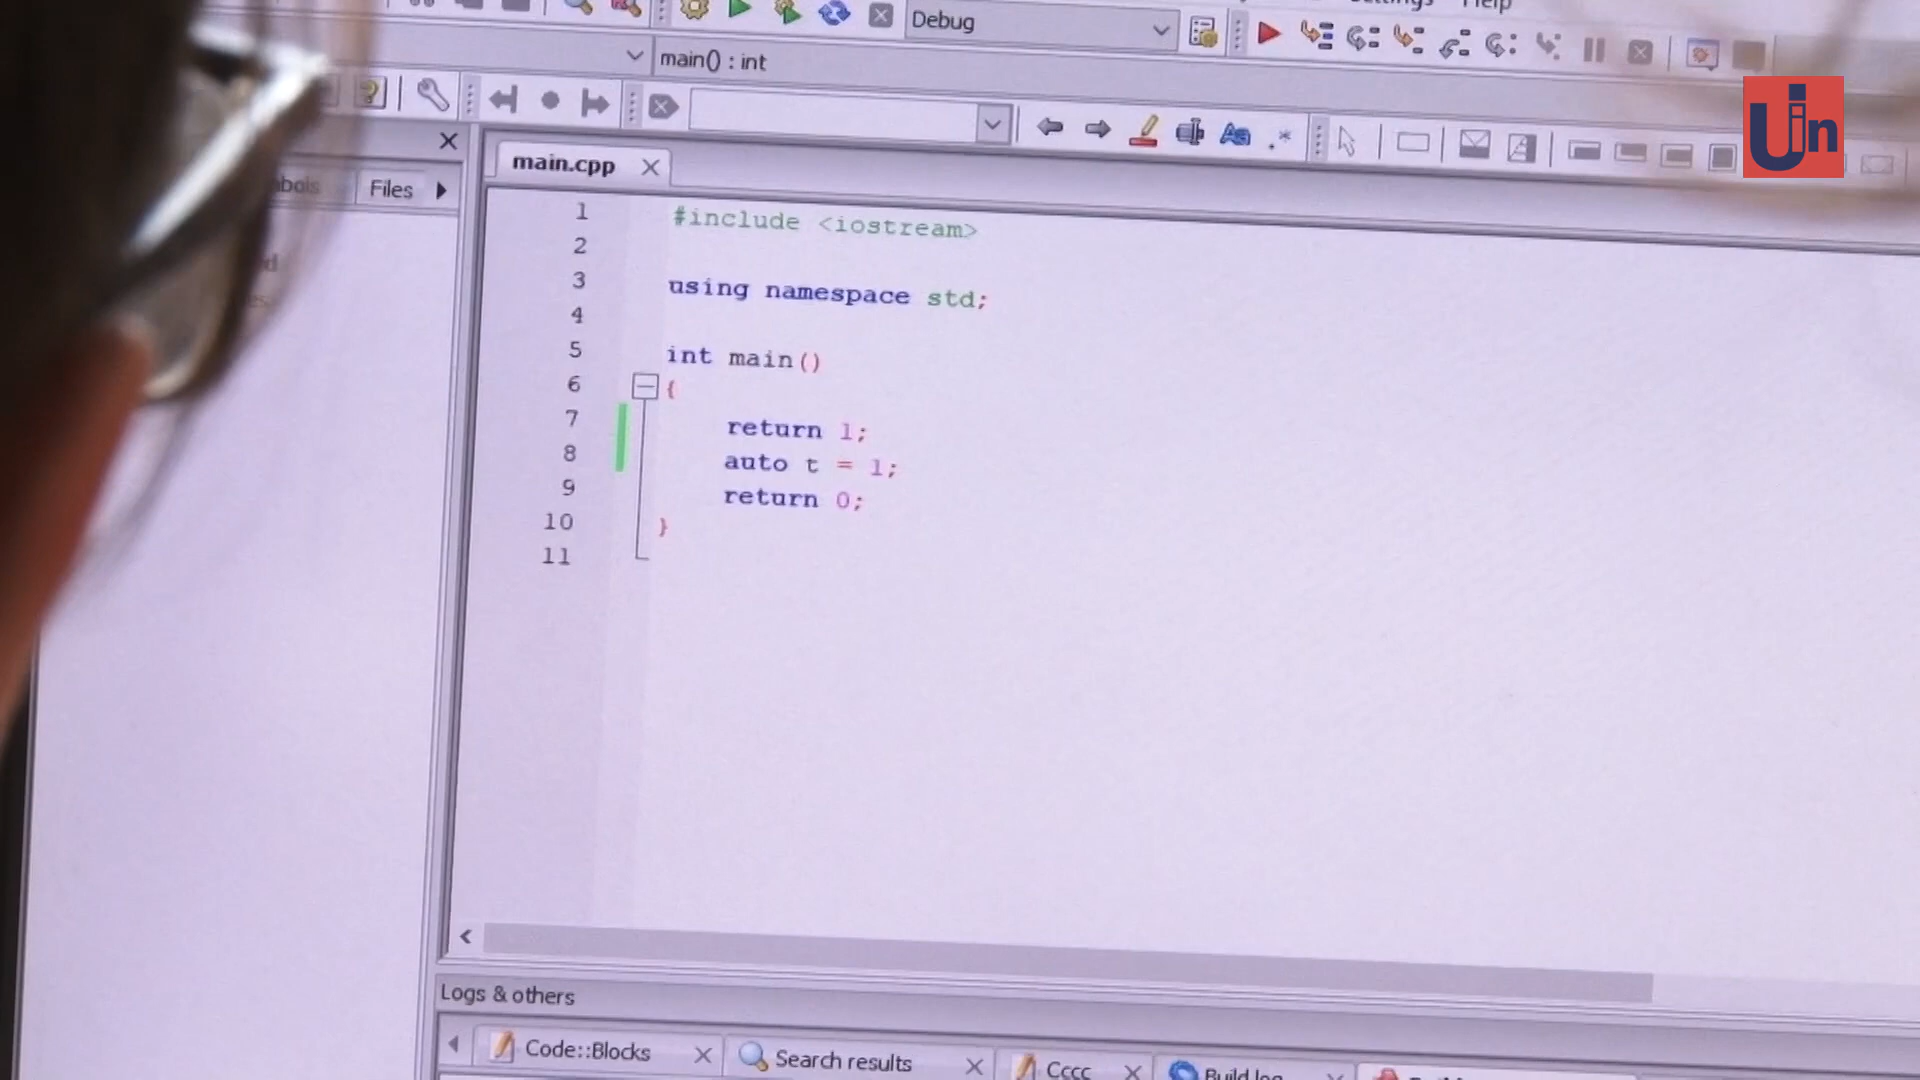 Help
Debug
main() : int
Uin
main.cpp
Files
1 #include <iostream>
2
3 using namespace std;
4
5 int main()
6 {
7 return 1;
8 auto t = 1;
9 return 0;
10 }
11
Logs & others
Code::Blocks
Search results
Cccc
Build log